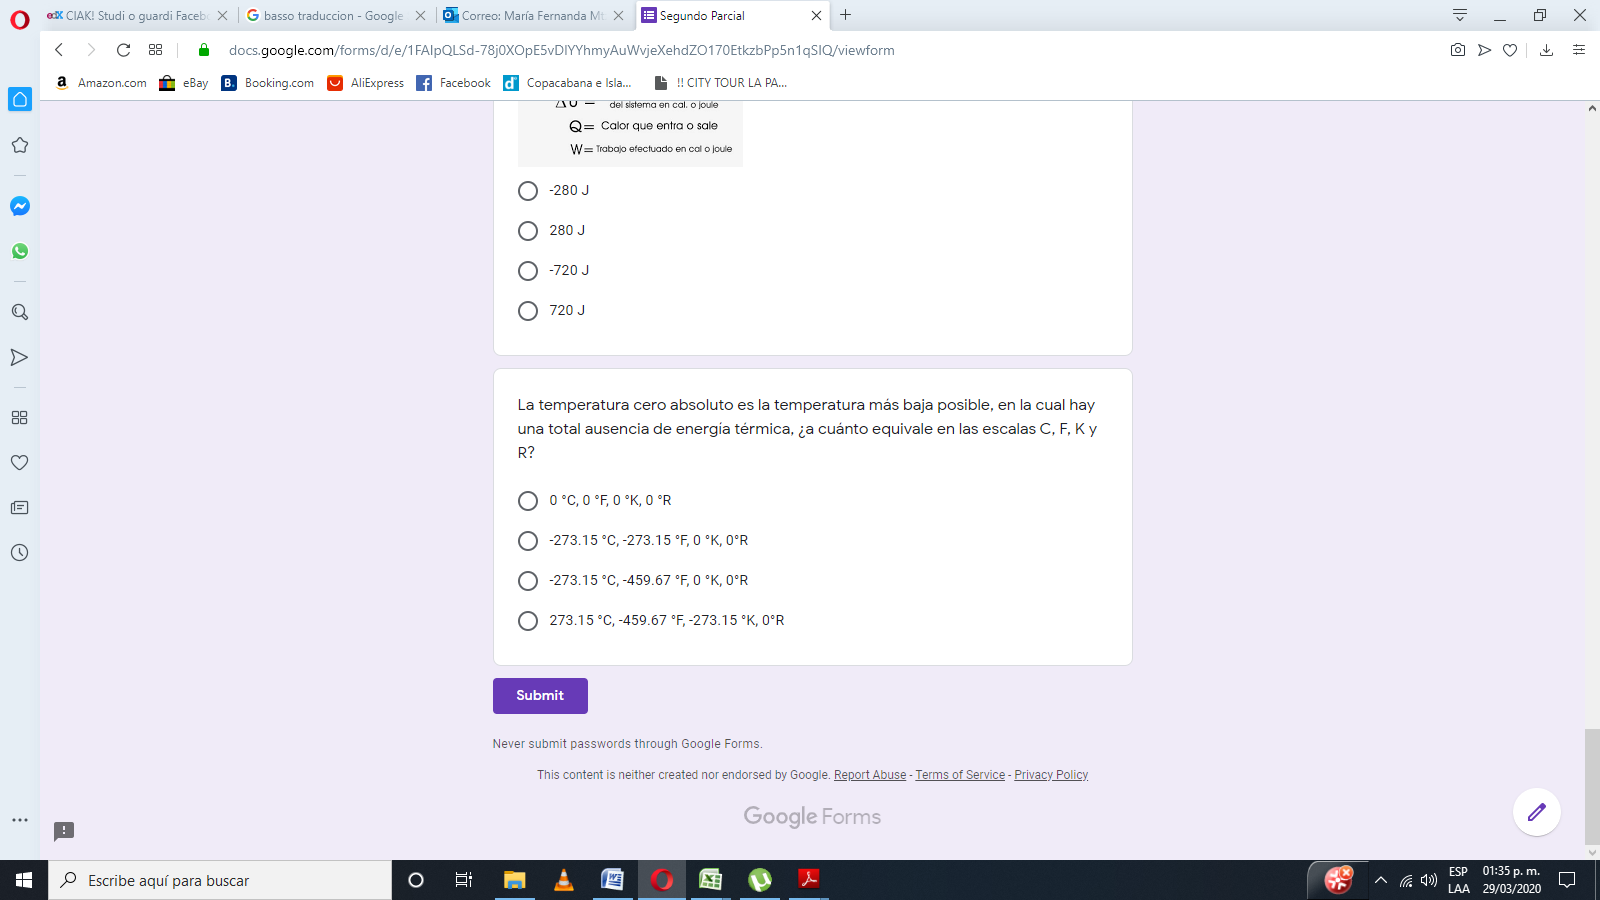 CIAK! Studi o guardi Facebo
basso traduccion - Google
Correo: María Fernanda Mt
Segundo Parcial
docs.google.com/forms/d/e/1FAIpQLSd-78j0XOpE5vDIYYhmyAuWvjeXehdZO170EtkzbPp5n1qSIQ/viewform
Amazon.com
eBay
Booking.com
AliExpress
Facebook
Copacabana e Isla...
!! CITY TOUR LA PA...
ΔU = del sistema en cal. o joule
Q= Calor que entra o sale
W= Trabajo efectuado en cal o joule
-280 J
280 J
-720 J
720 J
La temperatura cero absoluto es la temperatura más baja posible, en la cual hay
una total ausencia de energía térmica, ¿a cuánto equivale en las escalas C, F, K y
R?
0 °C, 0 °F, 0 °K, 0 °R
-273.15 °C, -273.15 °F, 0 °K, 0°R
-273.15 °C, -459.67 °F, 0 °K, 0°R
273.15 °C, -459.67 °F, -273.15 °K, 0°R
Submit
Never submit passwords through Google Forms.
This content is neither created nor endorsed by Google. Report Abuse - Terms of Service - Privacy Policy
Google Forms
Escribe aquí para buscar
ESP
LAA
01:35 p. m.
29/03/2020